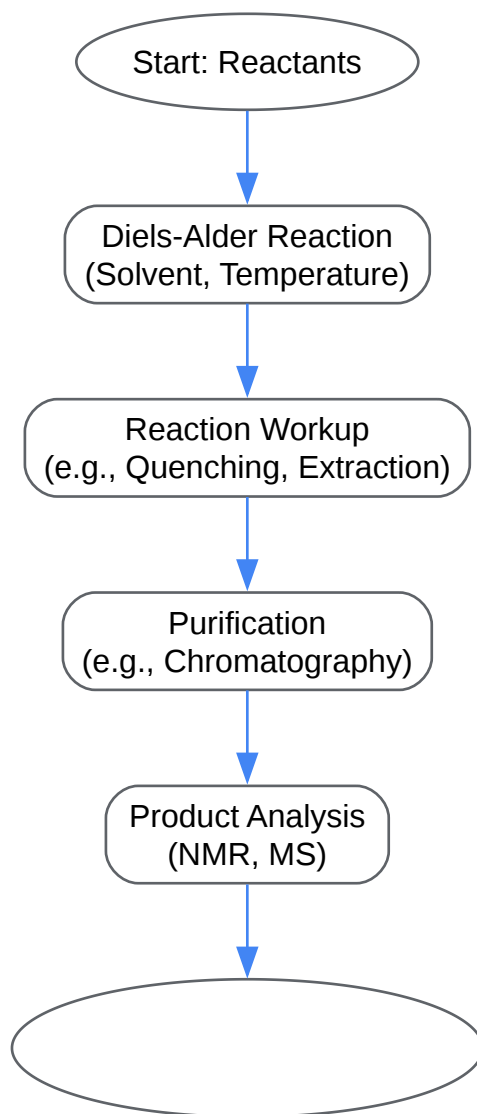 Start: Reactants
Diels-Alder Reaction
(Solvent, Temperature)
Reaction Workup
(e.g., Quenching, Extraction)
Purification
(e.g., Chromatography)
Product Analysis
(NMR, MS)